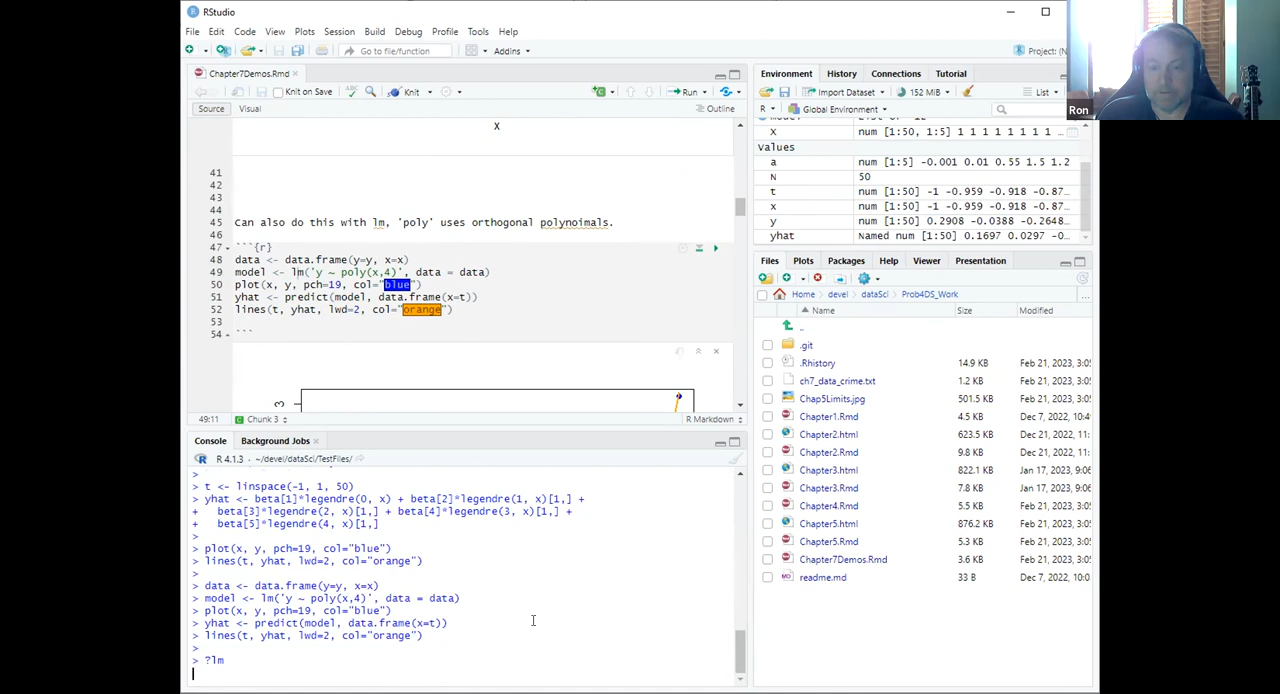 RStudio
File Edit Code View Plots Session Build Debug Profile Tools Help
Go to file/function
Addins
Project: (N
Chapter7Demos.Rmd
Knit on Save
Knit
Run
Source Visual
Outline
X
41
42
43
44
45 Can also do this with lm, 'poly' uses orthogonal polynoimals.
46
47 ```{r}
48 data <- data.frame(y=y, x=x)
49 model <- lm('y ~ poly(x,4)', data = data)
50 plot(x, y, pch=19, col="blue")
51 yhat <- predict(model, data.frame(x=t))
52 lines(t, yhat, lwd=2, col="orange")
53
54 ```
3
49:11 Chunk 3
R Markdown
Console Background Jobs
R 4.1.3 · ~/devel/dataSci/TestFiles/
>
> t <- linspace(-1, 1, 50)
> yhat <- beta[1]*legendre(0, x) + beta[2]*legendre(1, x)[1,] +
+ beta[3]*legendre(2, x)[1,] + beta[4]*legendre(3, x)[1,] +
+ beta[5]*legendre(4, x)[1,]
>
> plot(x, y, pch=19, col="blue")
> lines(t, yhat, lwd=2, col="orange")
>
> data <- data.frame(y=y, x=x)
> model <- lm('y ~ poly(x,4)', data = data)
> plot(x, y, pch=19, col="blue")
> yhat <- predict(model, data.frame(x=t))
> lines(t, yhat, lwd=2, col="orange")
>
> ?lm
Environment History Connections Tutorial
Import Dataset
152 MiB
List
R
Global Environment
X num [1:50, 1:5] 1 1 1 1 1 1 1 1 …
Values
a num [1:5] -0.001 0.01 0.55 1.5 1.2
N 50
t num [1:50] -1 -0.959 -0.918 -0.87…
x num [1:50] -1 -0.959 -0.918 -0.87…
y num [1:50] 0.2908 -0.0388 -0.2648…
yhat Named num [1:50] 0.1697 0.0297 -0…
Files Plots Packages Help Viewer Presentation
Home devel dataSci Prob4DS_Work
...
Name Size Modified
..
.git
.Rhistory 14.9 KB Feb 21, 2023, 3:05
ch7_data_crime.txt 1.2 KB Feb 21, 2023, 3:05
Chap5Limits.jpg 501.5 KB Feb 21, 2023, 3:05
Chapter1.Rmd 4.5 KB Dec 7, 2022, 10:4
Chapter2.html 623.5 KB Dec 21, 2022, 11:
Chapter2.Rmd 9.8 KB Dec 21, 2022, 11:
Chapter3.html 822.1 KB Jan 17, 2023, 9:06
Chapter3.Rmd 7.8 KB Feb 21, 2023, 3:05
Chapter4.Rmd 5.5 KB Feb 21, 2023, 3:05
Chapter5.html 876.2 KB Feb 21, 2023, 3:05
Chapter5.Rmd 5.3 KB Feb 21, 2023, 3:05
Chapter7Demos.Rmd 3.6 KB Feb 21, 2023, 3:05
readme.md 33 B Dec 7, 2022, 10:0
Ron